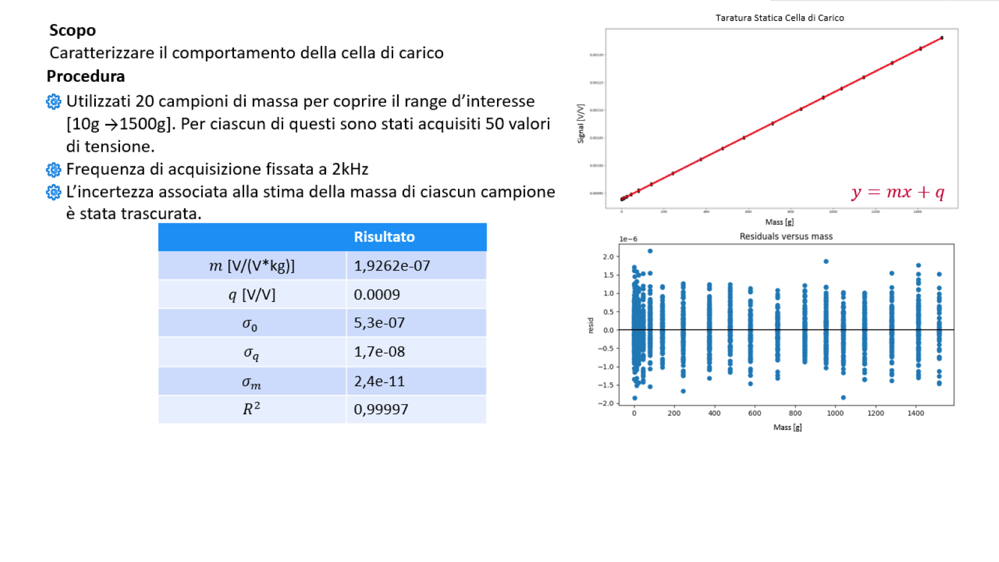 Scopo
Caratterizzare il comportamento della cella di carico
Procedura
Utilizzati 20 campioni di massa per coprire il range d’interesse
[10g →1500g]. Per ciascun di questi sono stati acquisiti 50 valori
di tensione.
Frequenza di acquisizione fissata a 2kHz
L’incertezza associata alla stima della massa di ciascun campione
è stata trascurata.
Risultato
m [V/(V*kg)] 1,9262e-07
q [V/V] 0.0009
σ0 5,3e-07
σq 1,7e-08
σm 2,4e-11
R² 0,99997
Taratura Statica Cella di Carico
Signal [V/V]
0.00120
0.00115
0.00110
0.00105
0.00100
0.00095
y = mx + q
0 200 400 600 800 1000 1200 1400
Mass [g]
Residuals versus mass
1e−6
resid
2.0
1.5
1.0
0.5
0.0
−0.5
−1.0
−1.5
−2.0
0 200 400 600 800 1000 1200 1400
Mass [g]